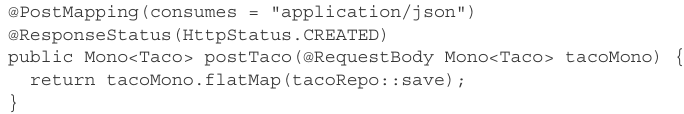 @PostMapping(consumes = "application/json")
@ResponseStatus(HttpStatus.CREATED)
public Mono<Taco> postTaco(@RequestBody Mono<Taco> tacoMono) {
  return tacoMono.flatMap(tacoRepo::save);
}